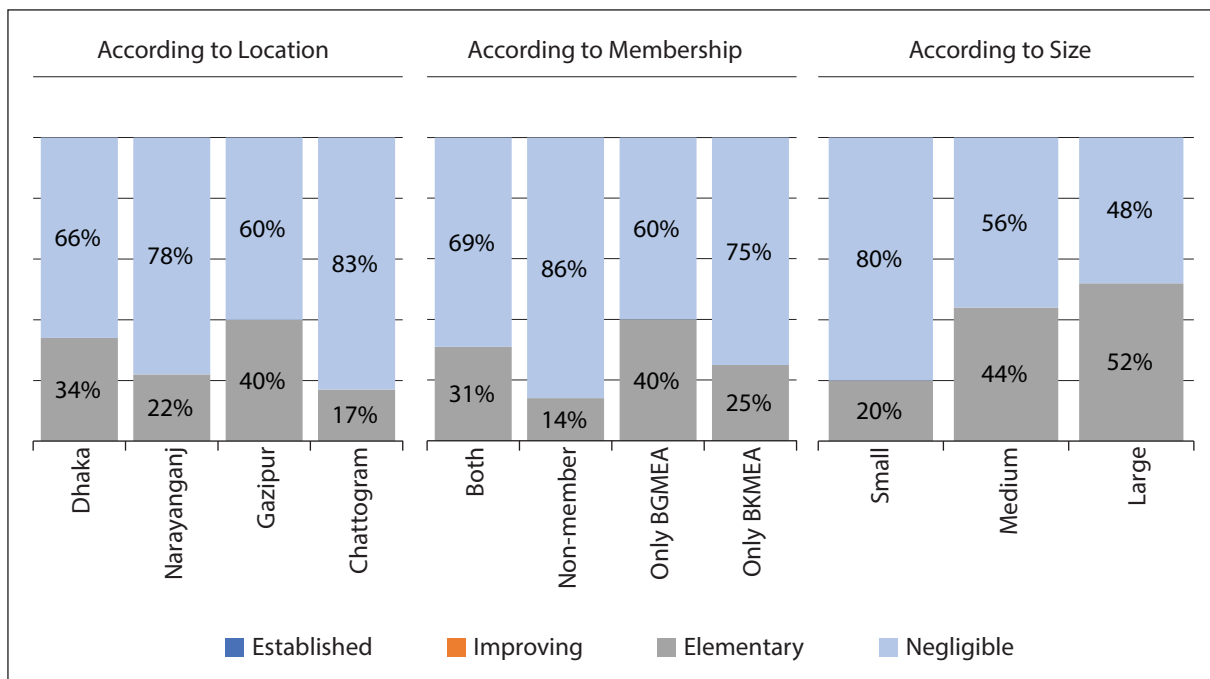 According to Location
According to Membership
According to Size
66% 78% 60% 83%
34% 22% 40% 17%
69% 86% 60% 75%
31% 14% 40% 25%
80% 56% 48%
20% 44% 52%
Dhaka
Narayanganj
Gazipur
Chattogram
Both
Non-member
Only BGMEA
Only BKMEA
Small
Medium
Large
Established Improving Elementary Negligible